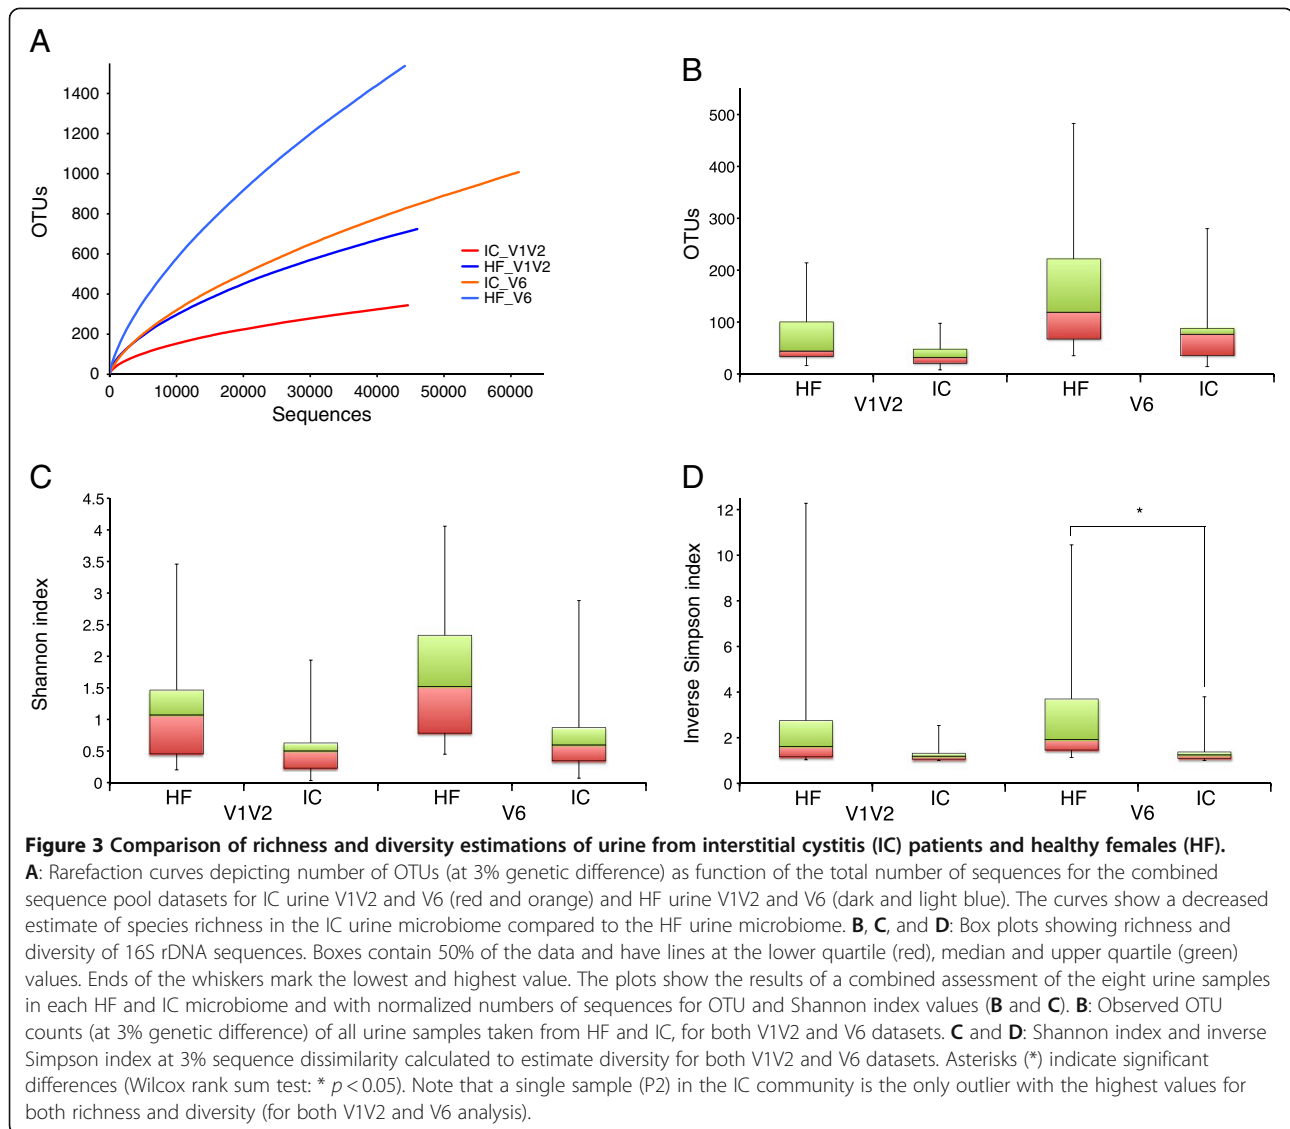 A
OTUs
1400
1200
1000
800
600
400
200
0
0 10000 20000 30000 40000 50000 60000
Sequences
IC_V1V2
HF_V1V2
IC_V6
HF_V6
B
OTUs
500
400
300
200
100
0
HF IC HF IC
V1V2 V6
C
Shannon index
4.5
4
3.5
3
2.5
2
1.5
1
0.5
0
HF IC HF IC
V1V2 V6
D
Inverse Simpson index
12
10
8
6
4
2
0
*
HF IC HF IC
V1V2 V6
Figure 3 Comparison of richness and diversity estimations of urine from interstitial cystitis (IC) patients and healthy females (HF).
A: Rarefaction curves depicting number of OTUs (at 3% genetic difference) as function of the total number of sequences for the combined
sequence pool datasets for IC urine V1V2 and V6 (red and orange) and HF urine V1V2 and V6 (dark and light blue). The curves show a decreased
estimate of species richness in the IC urine microbiome compared to the HF urine microbiome. B, C, and D: Box plots showing richness and
diversity of 16S rDNA sequences. Boxes contain 50% of the data and have lines at the lower quartile (red), median and upper quartile (green)
values. Ends of the whiskers mark the lowest and highest value. The plots show the results of a combined assessment of the eight urine samples
in each HF and IC microbiome and with normalized numbers of sequences for OTU and Shannon index values (B and C). B: Observed OTU
counts (at 3% genetic difference) of all urine samples taken from HF and IC, for both V1V2 and V6 datasets. C and D: Shannon index and inverse
Simpson index at 3% sequence dissimilarity calculated to estimate diversity for both V1V2 and V6 datasets. Asterisks (*) indicate significant
differences (Wilcox rank sum test: * p < 0.05). Note that a single sample (P2) in the IC community is the only outlier with the highest values for
both richness and diversity (for both V1V2 and V6 analysis).